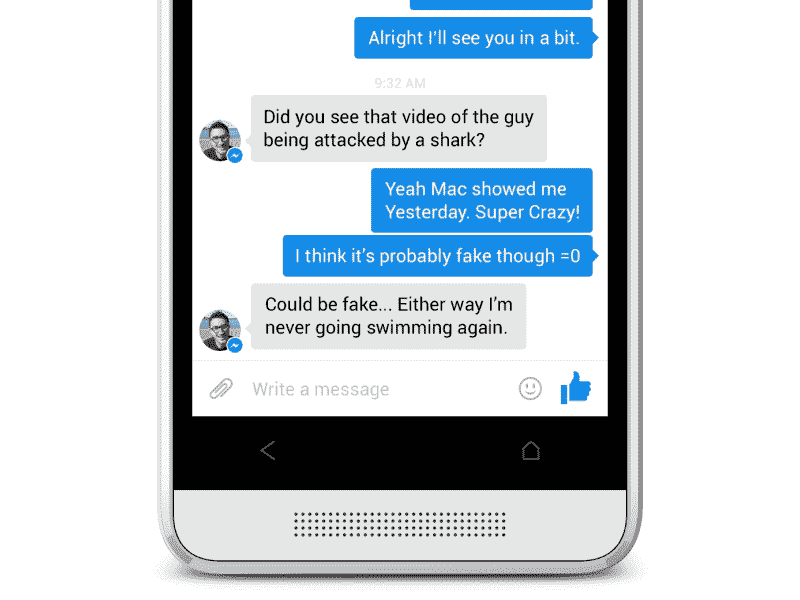 Alright I'll see you in a bit.
9:32 AM
Did you see that video of the guy
being attacked by a shark?
Yeah Mac showed me
Yesterday. Super Crazy!
I think it's probably fake though =0
Could be fake... Either way I'm
never going swimming again.
Write a message